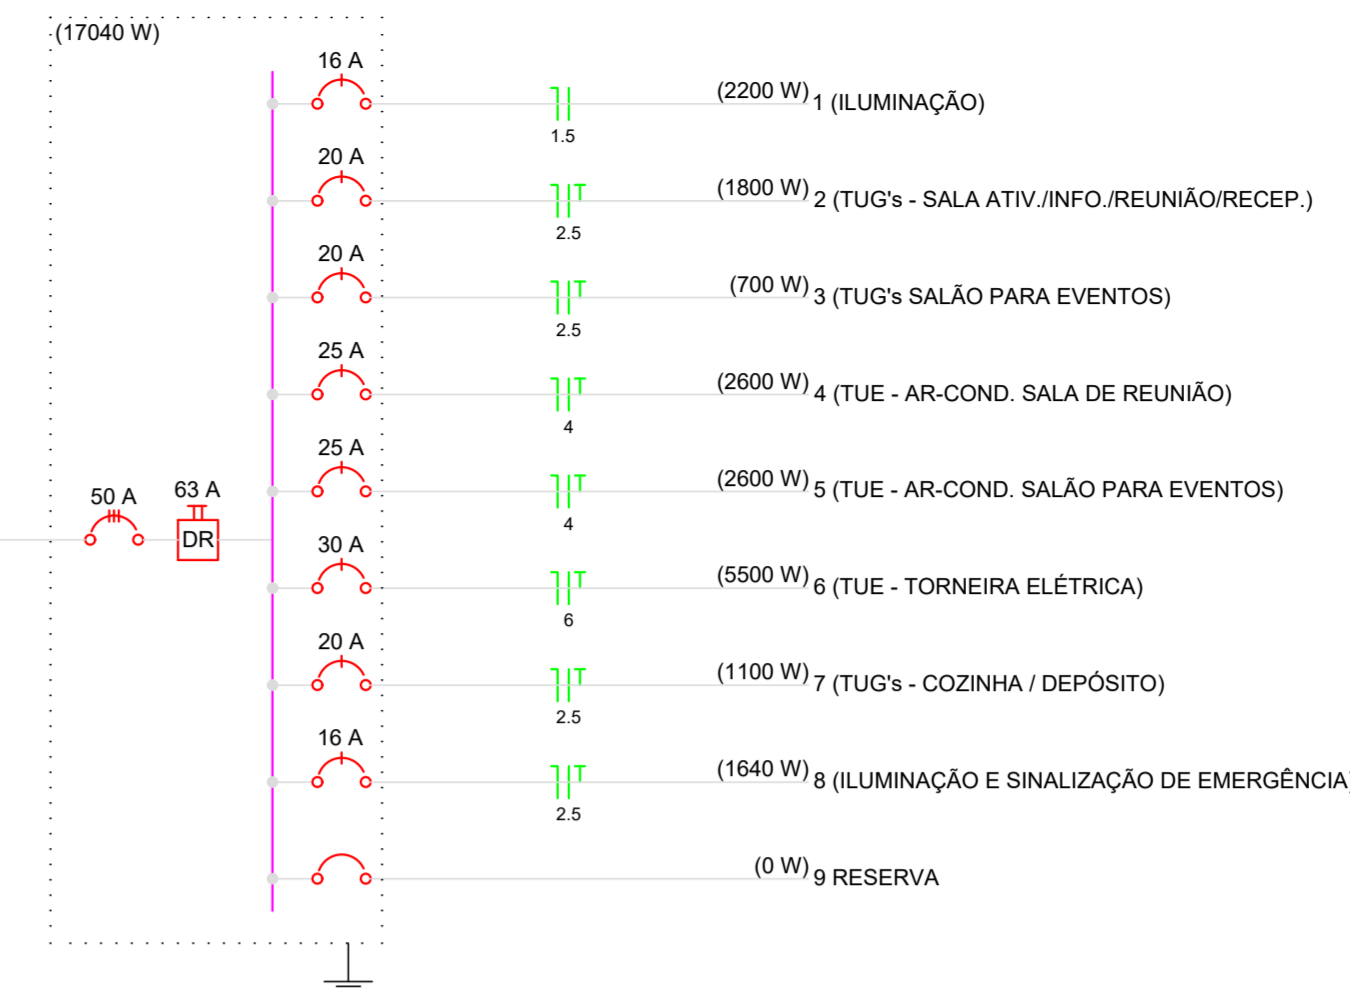 (17040 W)
16 A
(2200 W) 1 (ILUMINAÇÃO)
1.5
20 A
(1800 W) 2 (TUG's - SALA ATIV./INFO./REUNIÃO/RECEP.)
2.5
20 A
(700 W) 3 (TUG's SALÃO PARA EVENTOS)
2.5
25 A
(2600 W) 4 (TUE - AR-COND. SALA DE REUNIÃO)
4
25 A
(2600 W) 5 (TUE - AR-COND. SALÃO PARA EVENTOS)
4
50 A
63 A
DR
30 A
(5500 W) 6 (TUE - TORNEIRA ELÉTRICA)
6
20 A
(1100 W) 7 (TUG's - COZINHA / DEPÓSITO)
2.5
16 A
(1640 W) 8 (ILUMINAÇÃO E SINALIZAÇÃO DE EMERGÊNCIA)
2.5
(0 W) 9 RESERVA